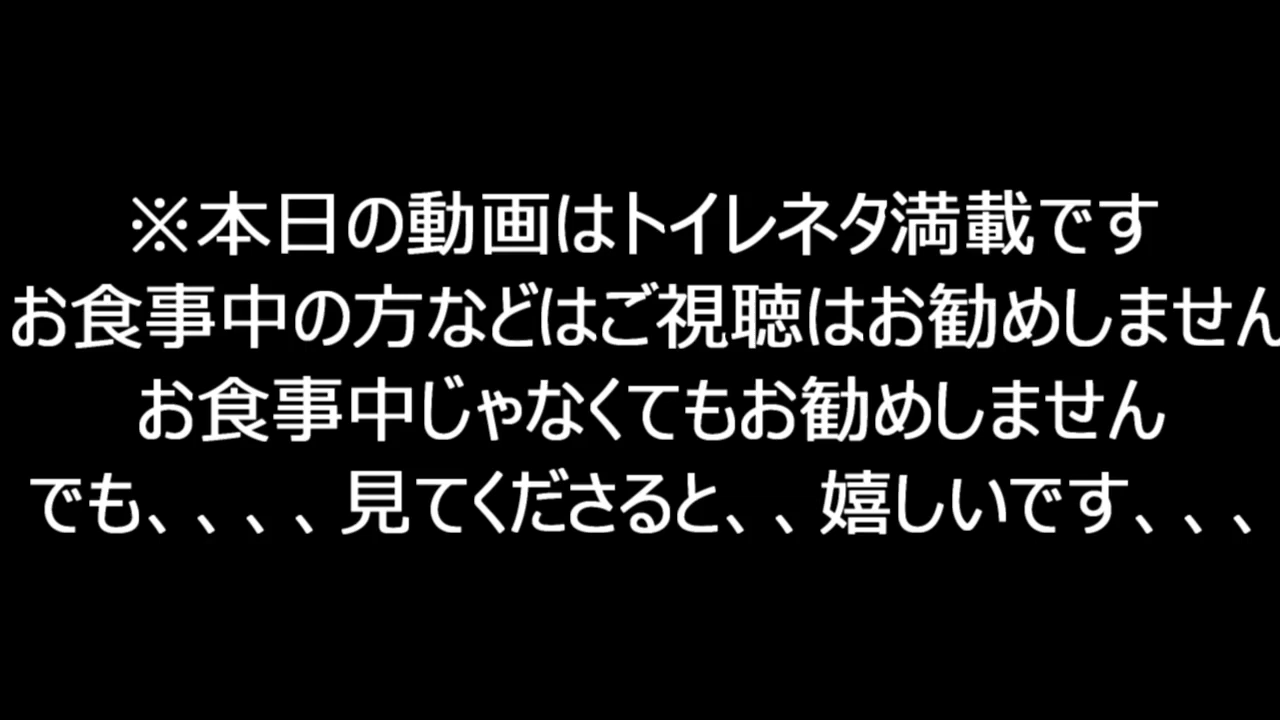 ※本日の動画はトイレネタ満載です
お食事中の方などはご視聴はお勧めしません
お食事中じゃなくてもお勧めしません
でも、、、、見てくださると、、嬉しいです、、、